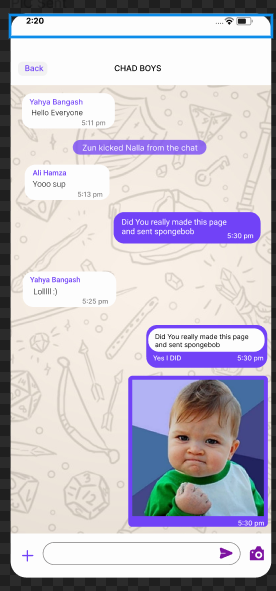 2:20
Back
CHAD BOYS
Yahya Bangash
Hello Everyone
5:11 pm
Zun kicked Nalla from the chat
Ali Hamza
Yooo sup
5:13 pm
Did You really made this page
and sent spongebob
5:30 pm
Yahya Bangash
Lolllll :)
5:25 pm
Did You really made this page
and sent spongebob
Yes I DID
5:30 pm
5:30 pm